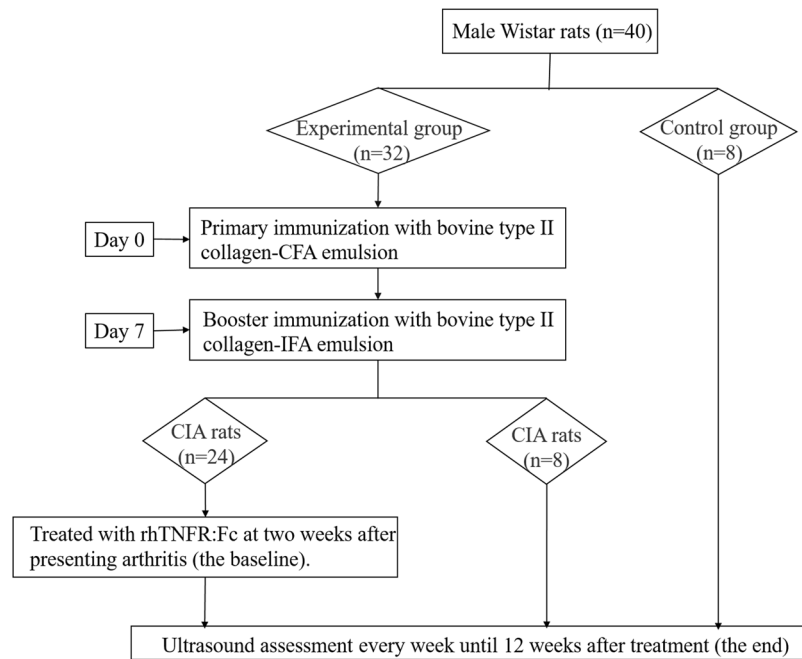 Male Wistar rats (n=40)
Experimental group
(n=32)
Control group
(n=8)
Day 0
Primary immunization with bovine type II
collagen-CFA emulsion
Day 7
Booster immunization with bovine type II
collagen-IFA emulsion
CIA rats
(n=24)
CIA rats
(n=8)
Treated with rhTNFR:Fc at two weeks after
presenting arthritis (the baseline).
Ultrasound assessment every week until 12 weeks after treatment (the end)